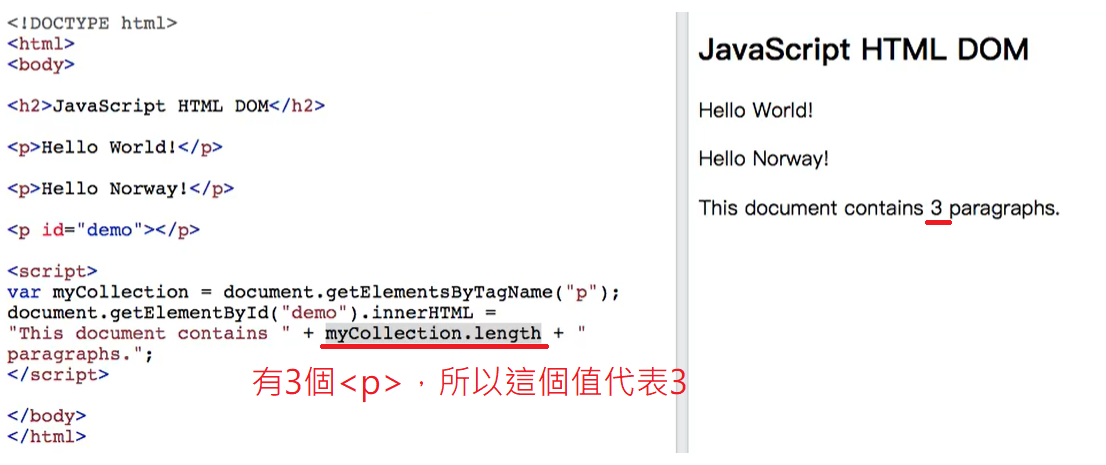 <!DOCTYPE html>
<html>
<body>
<h2>JavaScript HTML DOM</h2>
<p>Hello World!</p>
<p>Hello Norway!</p>
<p id="demo"></p>
<script>
var myCollection = document.getElementsByTagName("p");
document.getElementById("demo").innerHTML =
"This document contains " + myCollection.length + "
paragraphs.";
</script>
</body>
</html>
有3個<p>，所以這個值代表3
JavaScript HTML DOM
Hello World!
Hello Norway!
This document contains 3 paragraphs.